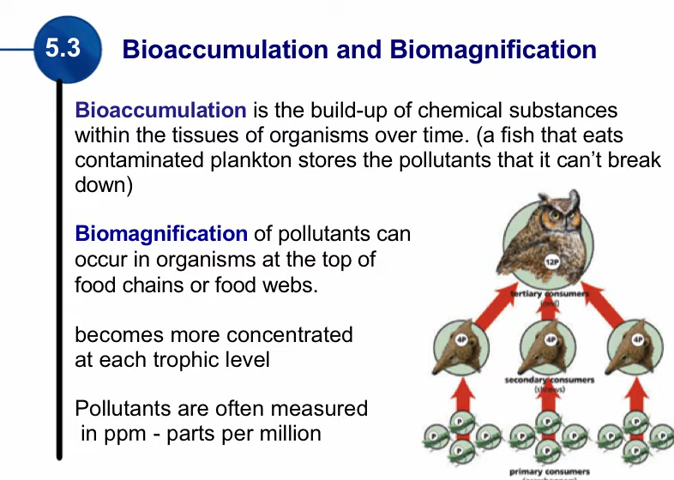 5.3
Bioaccumulation and Biomagnification
Bioaccumulation is the build-up of chemical substances
within the tissues of organisms over time. (a fish that eats
contaminated plankton stores the pollutants that it can't break
down)
Biomagnification of pollutants can
occur in organisms at the top of
food chains or food webs.
becomes more concentrated
at each trophic level
Pollutants are often measured
in ppm - parts per million
12P
tertiary consumers
4P 4P 4P
secondary consumers
P P P
P P P P P P
P P P
primary consumers